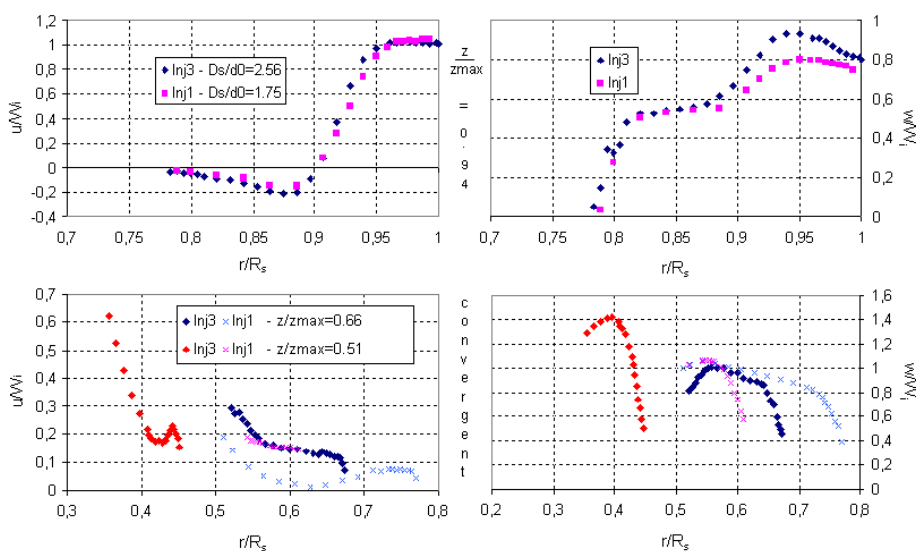 1,2
1
0,8
0,6
0,4
0,2
0
-0,2
-0,4
u/Wi
Inj3 - Ds/d0=2.56
Inj1 - Ds/d0=1.75
0,7 0,75 0,8 0,85 0,9 0,95 1
r/Rs
z
zmax
= 0 . 9 4
Inj3
Inj1
1
0,8
0,6
0,4
0,2
0
w/Wi
0,7 0,75 0,8 0,85 0,9 0,95 1
r/Rs
0,7
0,6
0,5
0,4
0,3
0,2
0,1
0
u/Wi
Inj3 Inj1 - z/zmax=0.66
Inj3 Inj1 - z/zmax=0.51
0,3 0,4 0,5 0,6 0,7 0,8
r/Rs
convergent
1,6
1,4
1,2
1
0,8
0,6
0,4
0,2
0
w/Wi
0,2 0,3 0,4 0,5 0,6 0,7 0,8
r/Rs